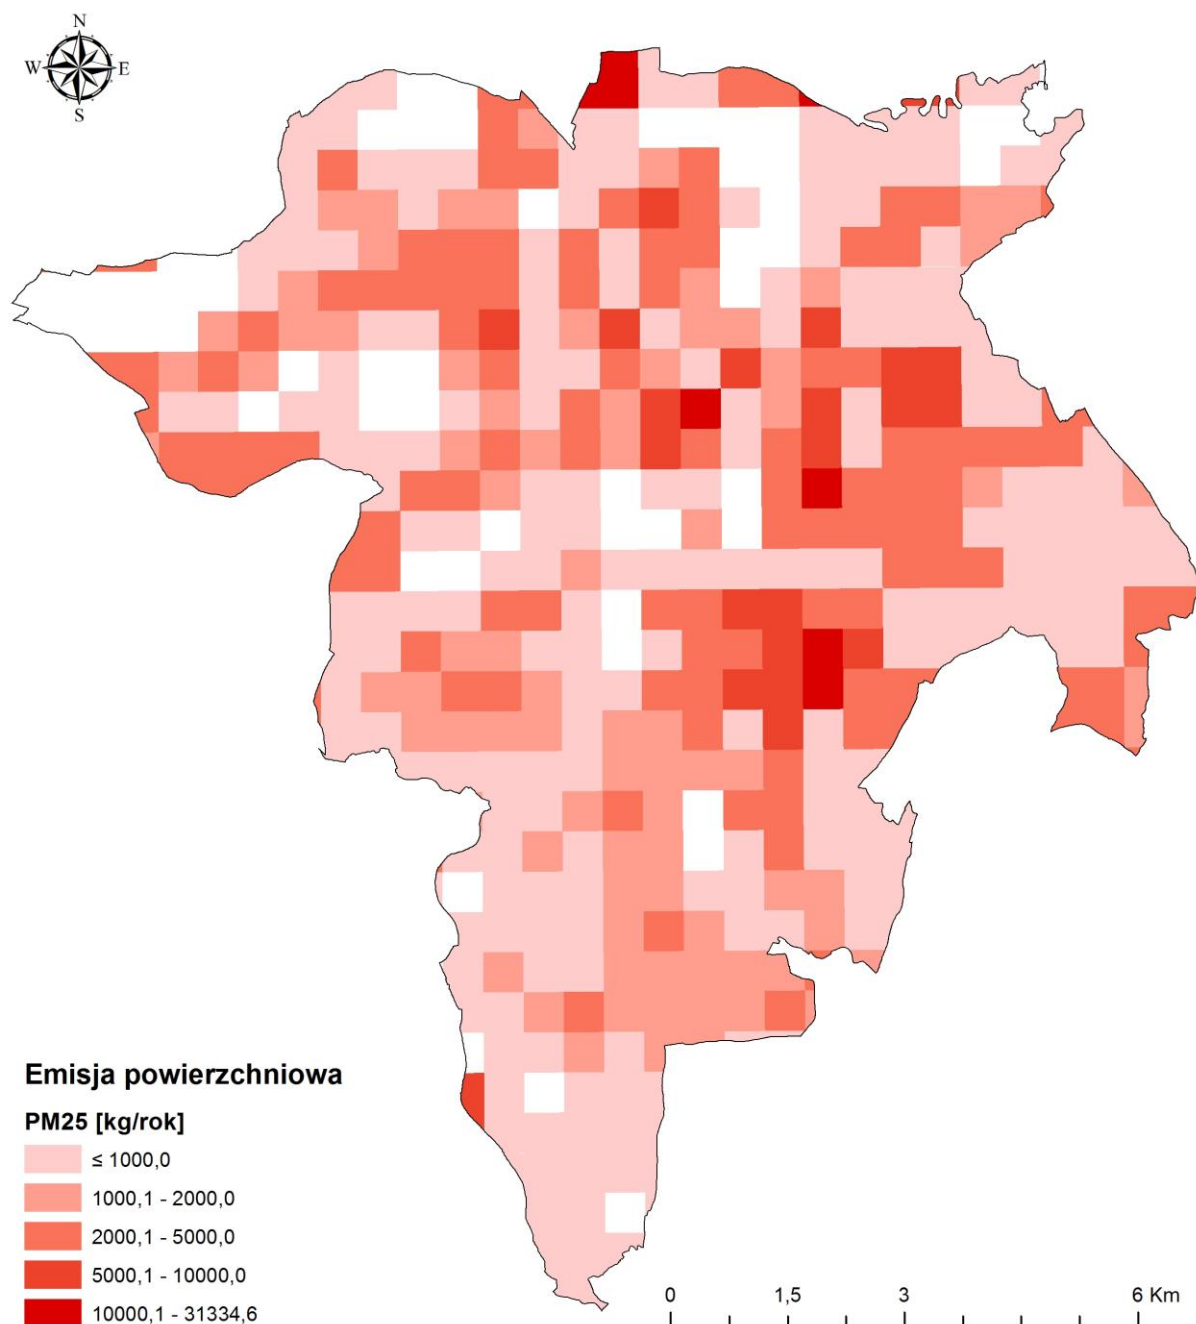 N
W E
S
Emisja powierzchniowa
PM25 [kg/rok]
≤ 1000,0
1000,1 - 2000,0
2000,1 - 5000,0
5000,1 - 10000,0
10000,1 - 31334,6
0 1,5 3 6 Km